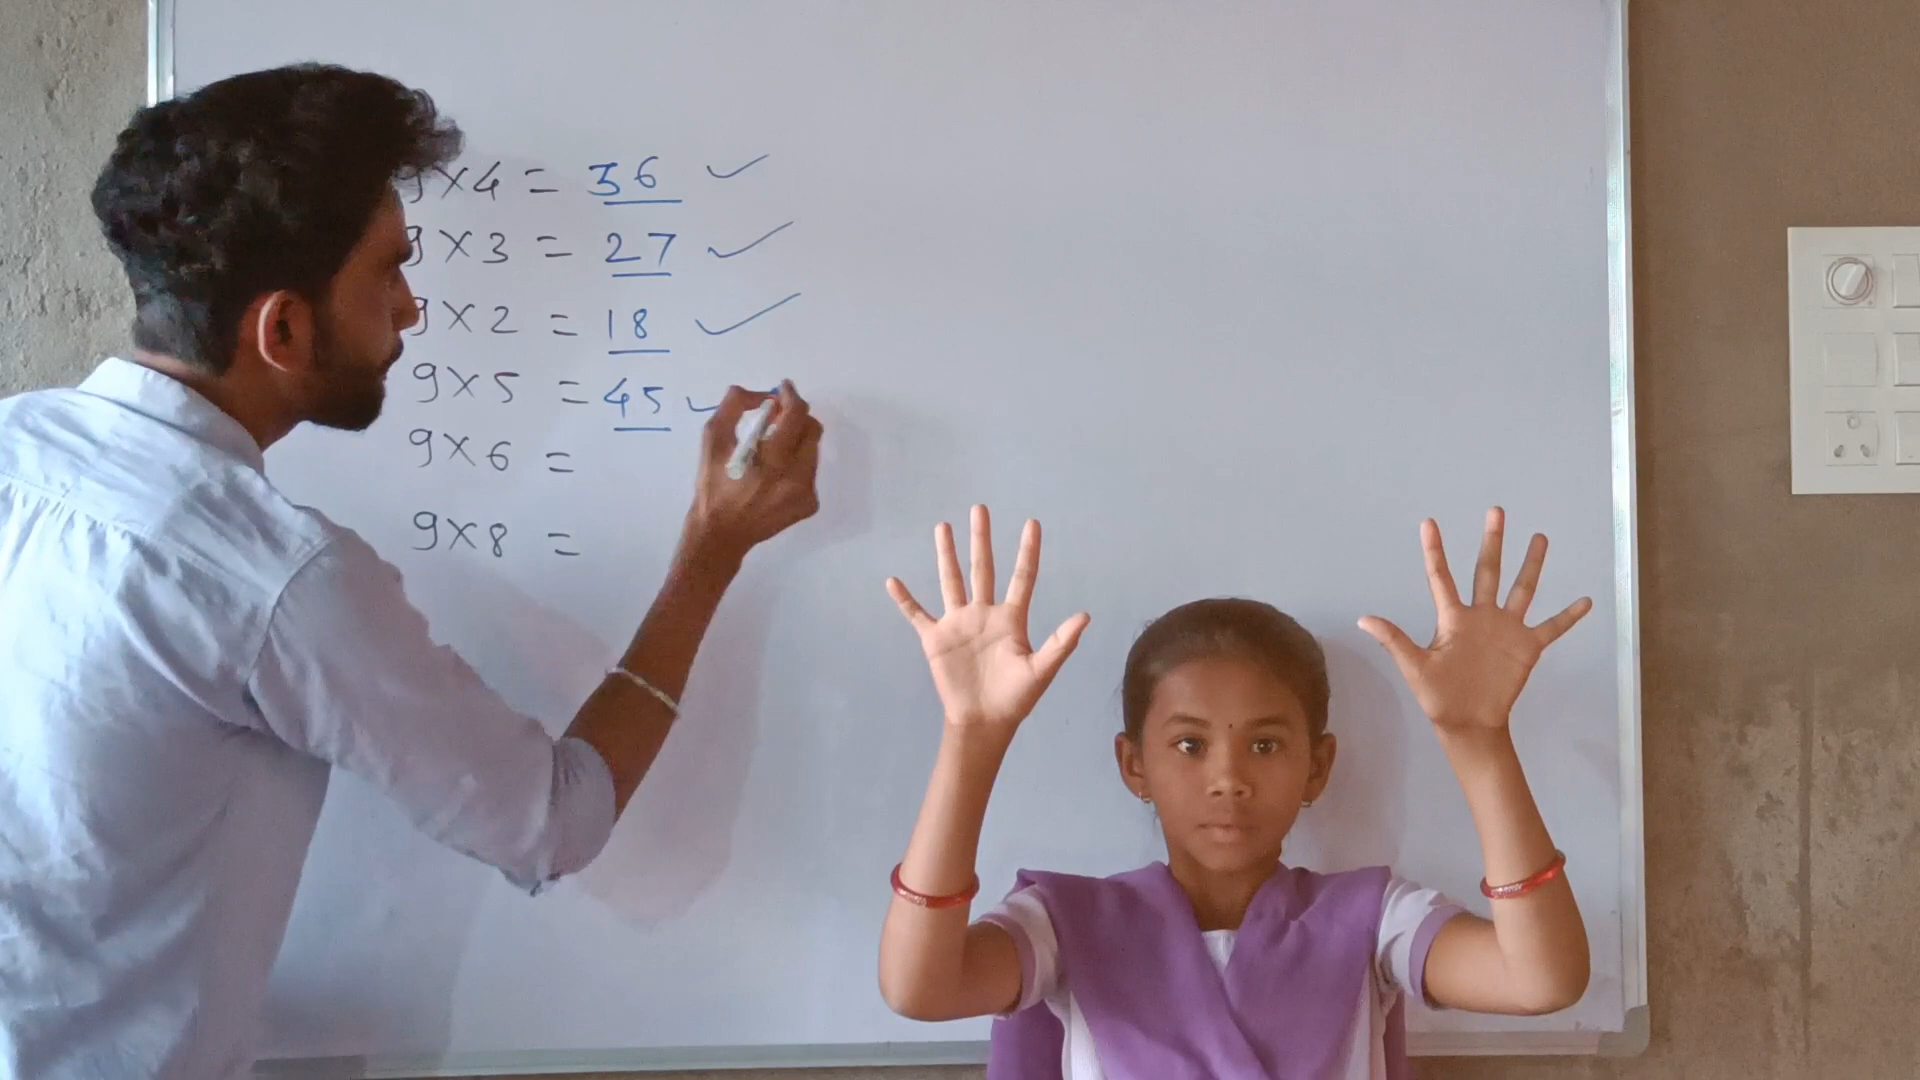 9×4 = 36 ✓
9×3 = 27 ✓
9×2 = 18 ✓
9×5 = 45 ✓
9×6 =
9×8 =